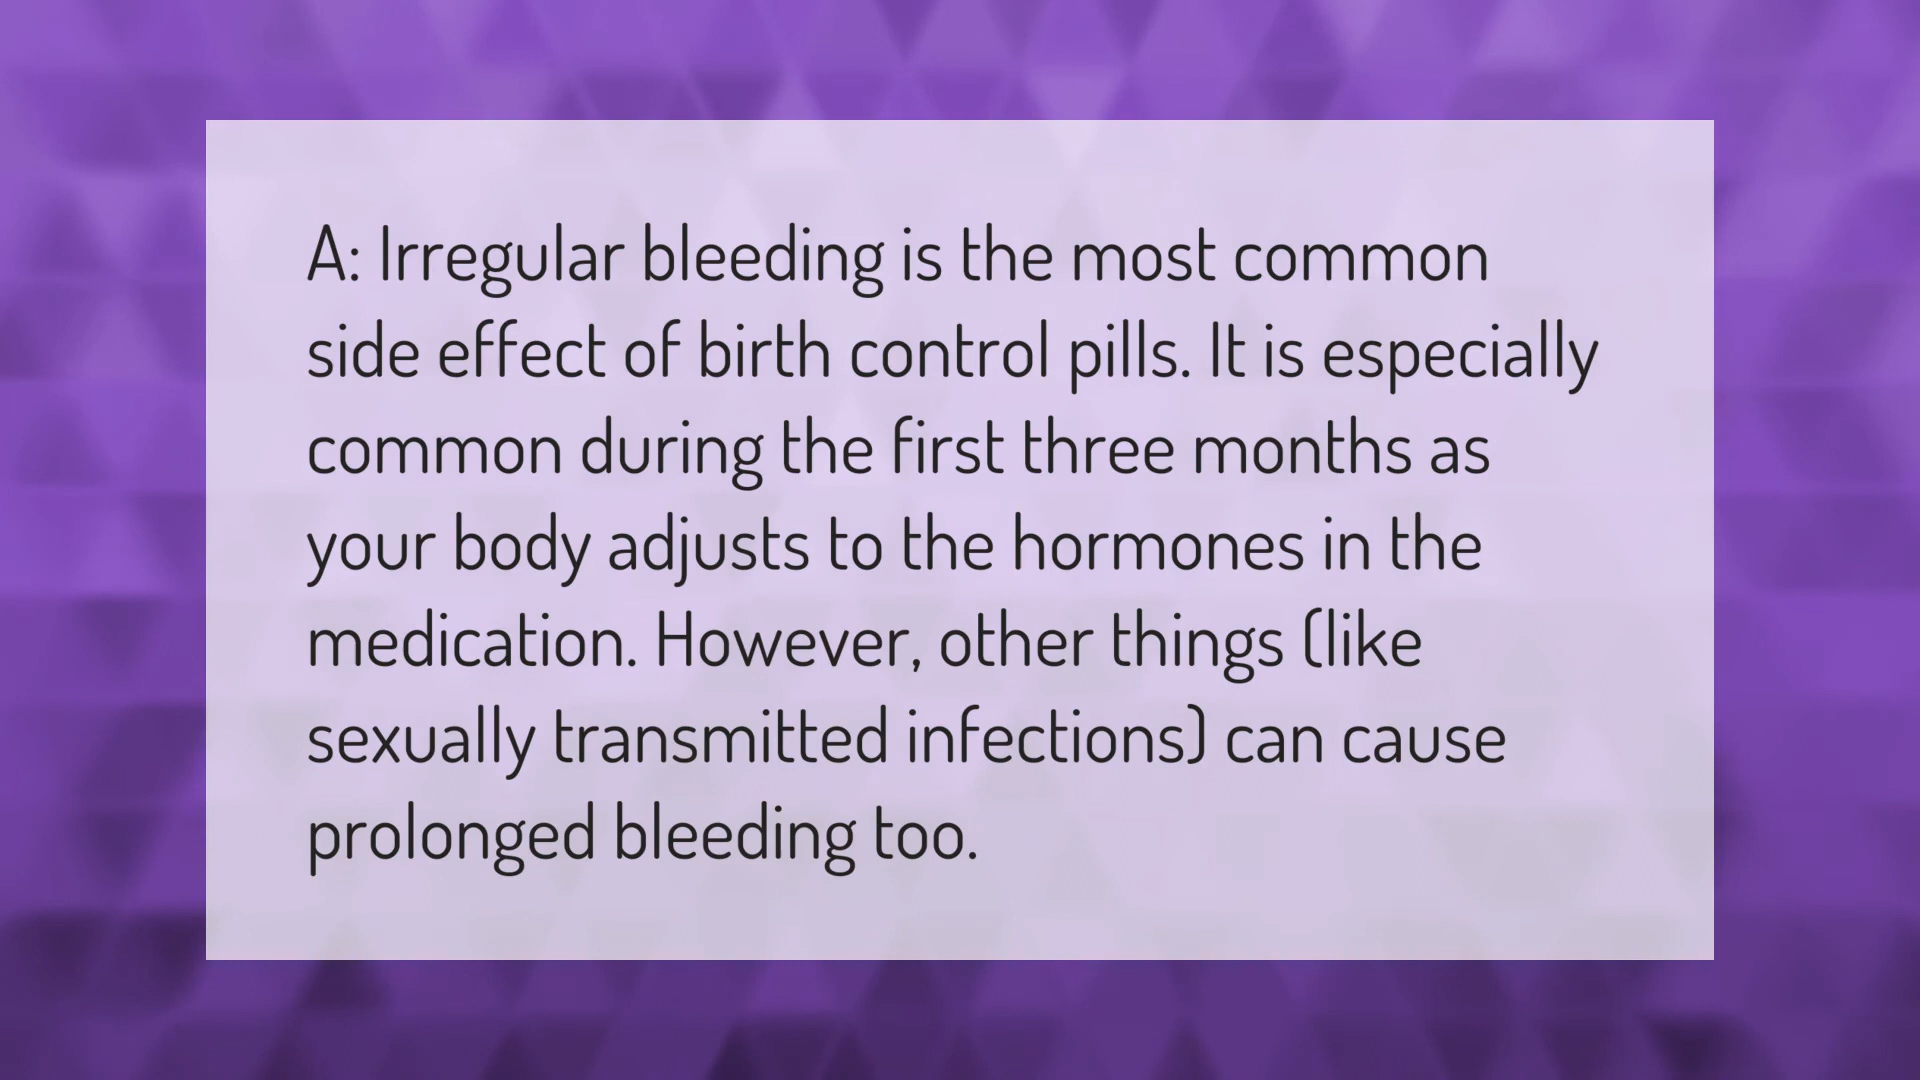 A: Irregular bleeding is the most common
side effect of birth control pills. It is especially
common during the first three months as
your body adjusts to the hormones in the
medication. However, other things (like
sexually transmitted infections) can cause
prolonged bleeding too.